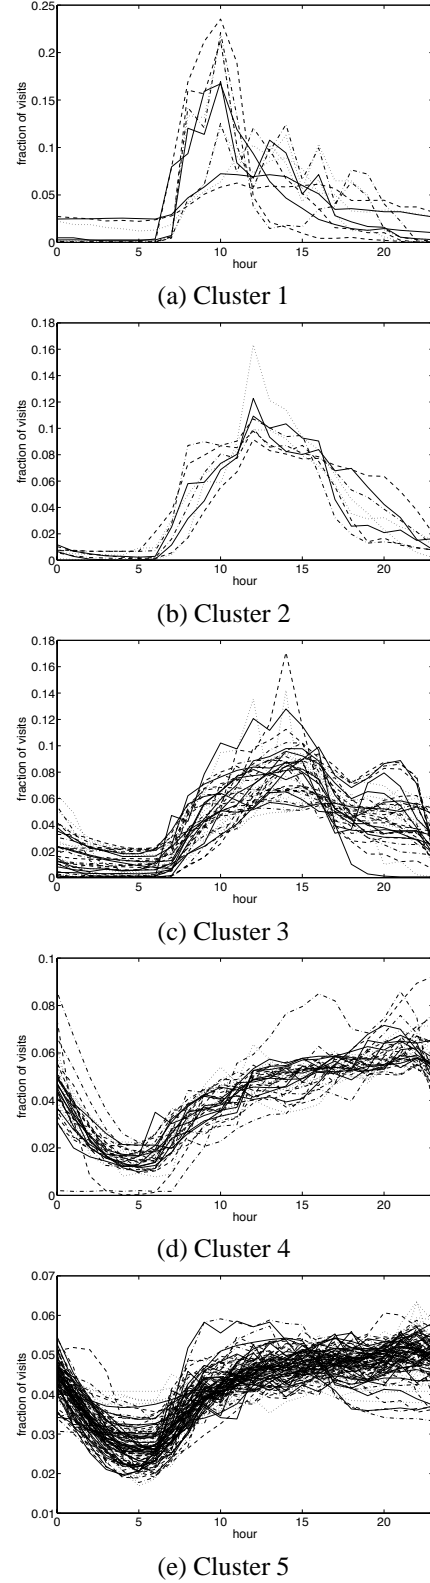 0.25
0.2
0.15
0.1
0.05
0
fraction of visits
0 5 10 15 20
hour
(a) Cluster 1
0.18
0.16
0.14
0.12
0.1
0.08
0.06
0.04
0.02
0
fraction of visits
0 5 10 15 20
hour
(b) Cluster 2
0.18
0.16
0.14
0.12
0.1
0.08
0.06
0.04
0.02
0
fraction of visits
0 5 10 15 20
hour
(c) Cluster 3
0.1
0.08
0.06
0.04
0.02
0
fraction of visits
0 5 10 15 20
hour
(d) Cluster 4
0.07
0.06
0.05
0.04
0.03
0.02
0.01
fraction of visits
0 5 10 15 20
hour
(e) Cluster 5